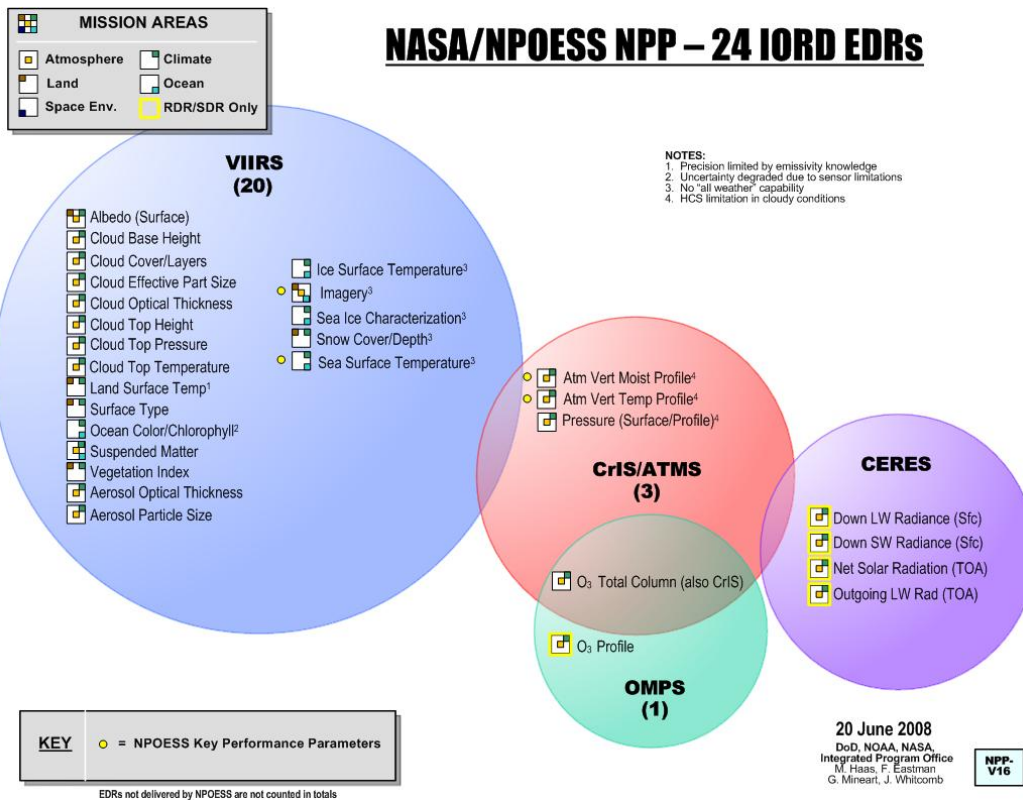 MISSION AREAS
Atmosphere
Climate
Land
Ocean
Space Env.
RDR/SDR Only
NASA/NPOESS NPP – 24 IORD EDRs
NOTES:
1. Precision limited by emissivity knowledge
2. Uncertainty degraded due to sensor limitations
3. No "all weather" capability
4. HCS limitation in cloudy conditions
VIIRS
(20)
Albedo (Surface)
Cloud Base Height
Cloud Cover/Layers
Cloud Effective Part Size
Cloud Optical Thickness
Cloud Top Height
Cloud Top Pressure
Cloud Top Temperature
Land Surface Temp¹
Surface Type
Ocean Color/Chlorophyll²
Suspended Matter
Vegetation Index
Aerosol Optical Thickness
Aerosol Particle Size
Ice Surface Temperature³
Imagery³
Sea Ice Characterization³
Snow Cover/Depth³
Sea Surface Temperature³
Atm Vert Moist Profile⁴
Atm Vert Temp Profile⁴
Pressure (Surface/Profile)⁴
CrIS/ATMS
(3)
O₃ Total Column (also CrIS)
O₃ Profile
OMPS
(1)
CERES
Down LW Radiance (Sfc)
Down SW Radiance (Sfc)
Net Solar Radiation (TOA)
Outgoing LW Rad (TOA)
KEY
= NPOESS Key Performance Parameters
EDRs not delivered by NPOESS are not counted in totals
20 June 2008
DoD, NOAA, NASA,
Integrated Program Office
M. Haas, F. Eastman
G. Mineart, J. Whitcomb
NPP-
V16